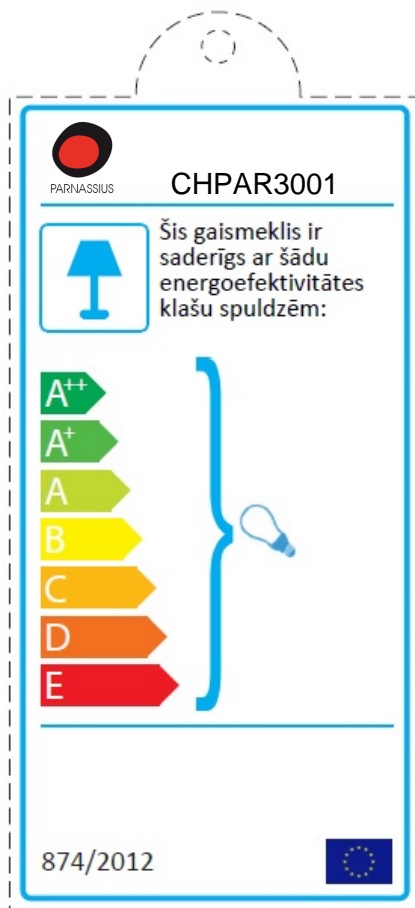 PARNASSIUS
CHPAR3001
Šis gaismeklis ir
saderīgs ar šādu
energoefektivitātes
klašu spuldzēm:
A++
A+
A
B
C
D
E
874/2012